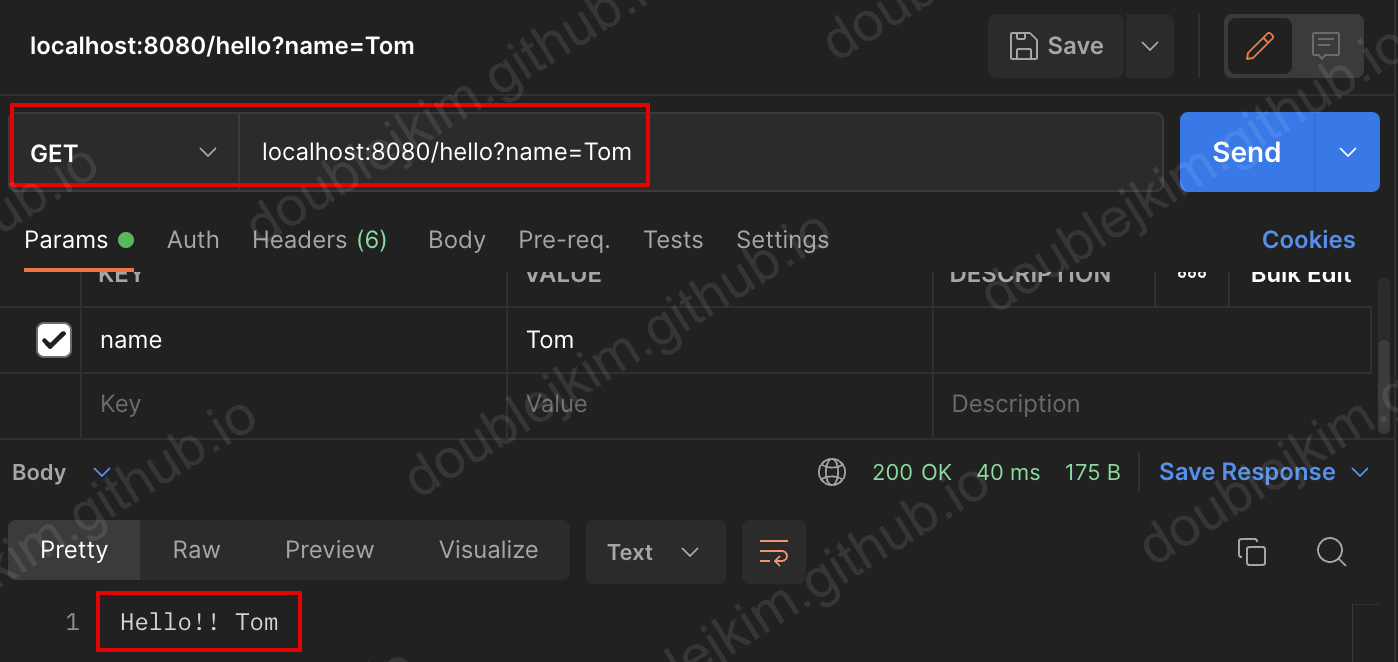 localhost:8080/hello?name=Tom
Save
GET
localhost:8080/hello?name=Tom
Send
Params
Auth
Headers (6)
Body
Pre-req.
Tests
Settings
Cookies
KEY
VALUE
DESCRIPTION
ooo
Bulk Edit
name
Tom
Key
Value
Description
Body
200 OK
40 ms
175 B
Save Response
Pretty
Raw
Preview
Visualize
Text
1
Hello!! Tom
doublejkim.github.io